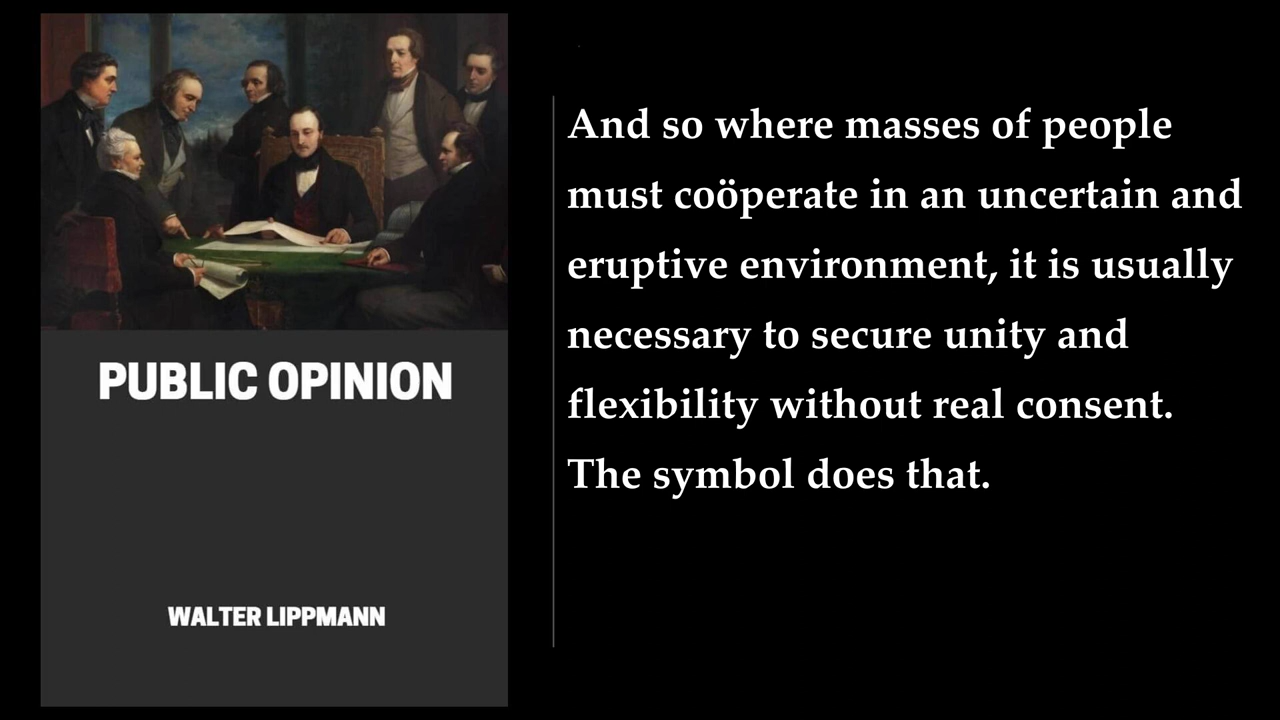 PUBLIC OPINION
WALTER LIPPMANN
And so where masses of people
must coöperate in an uncertain and
eruptive environment, it is usually
necessary to secure unity and
flexibility without real consent.
The symbol does that.